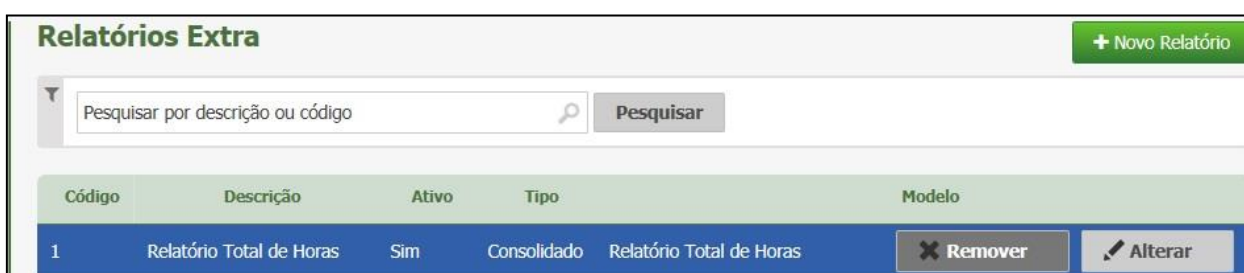 Relatórios Extra
+ Novo Relatório
Pesquisar por descrição ou código Pesquisar
Código Descrição Ativo Tipo Modelo
1 Relatório Total de Horas Sim Consolidado Relatório Total de Horas Remover Alterar